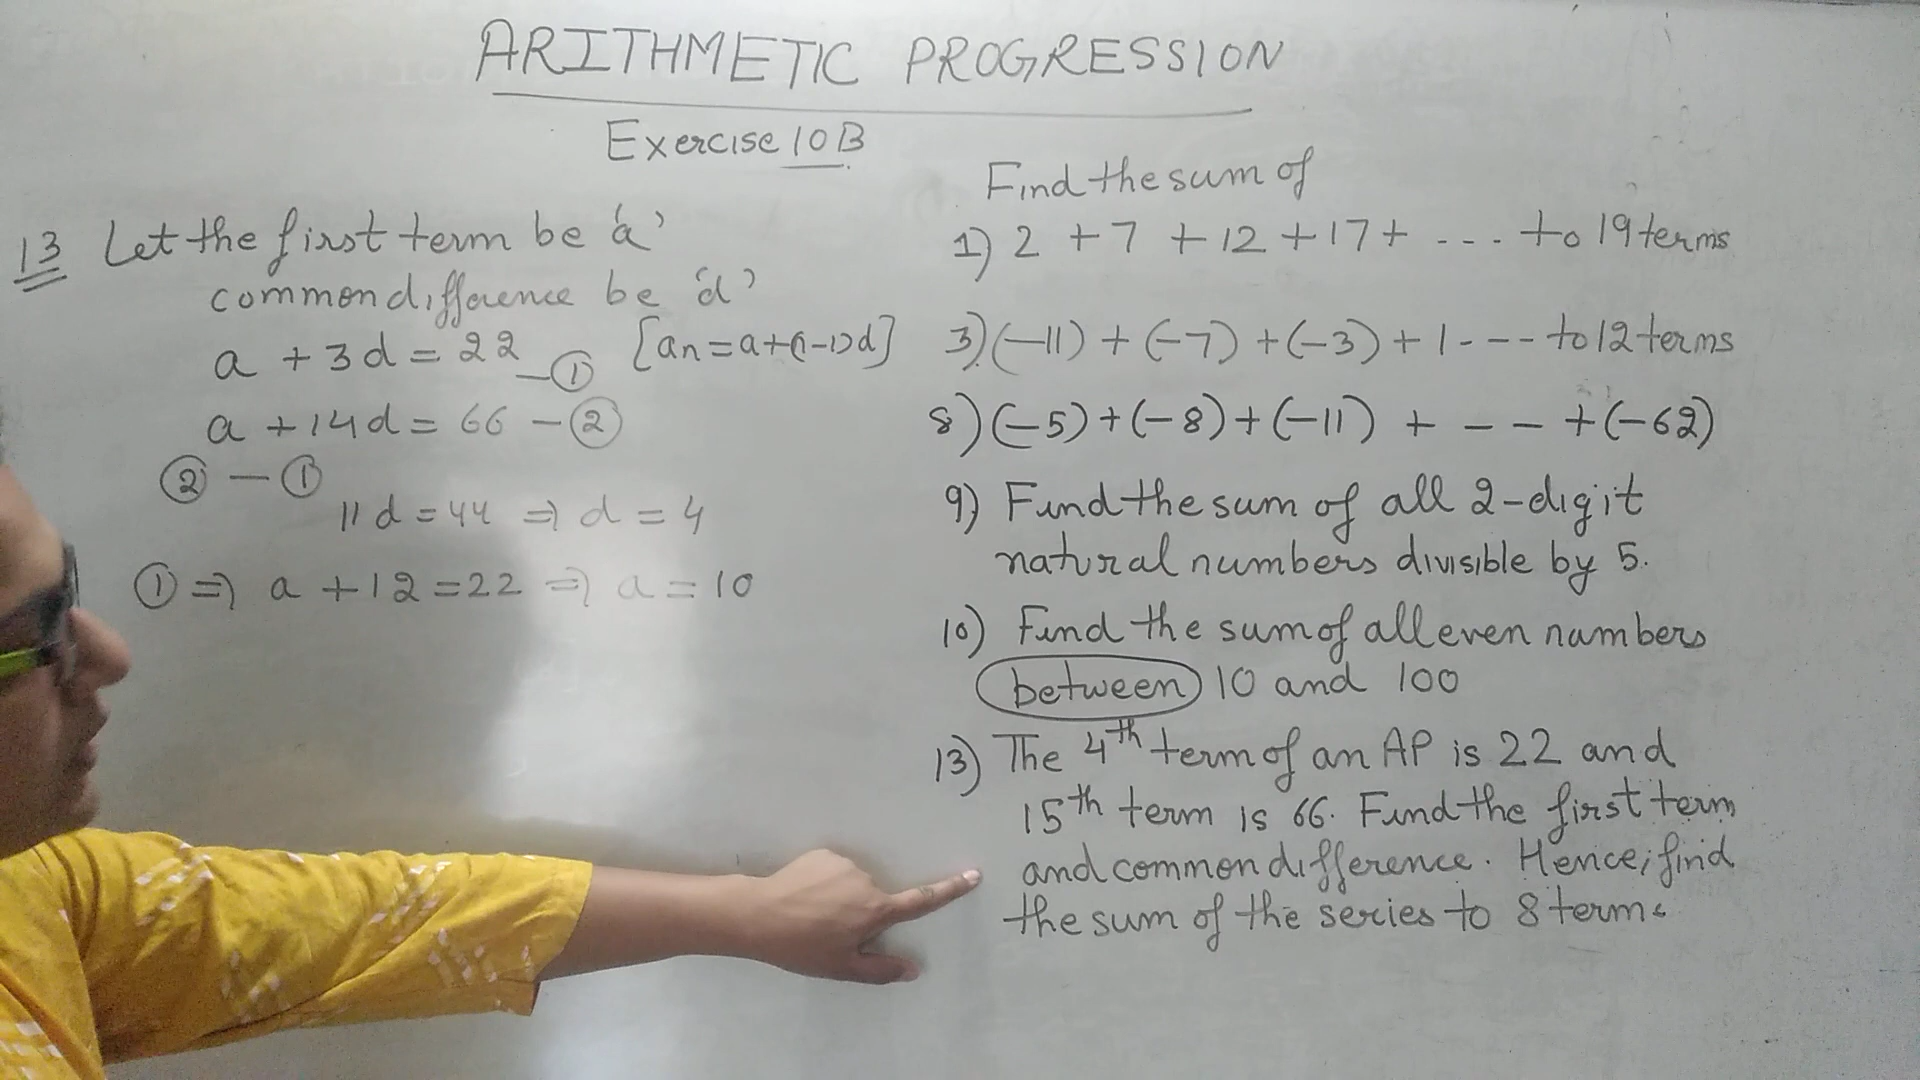 ARITHMETIC PROGRESSION
Exercise 10B
13 Let the first term be 'a'
common difference be 'd'
a + 3d = 22 — ① [an = a+(n-1)d]
a + 14d = 66 — ②
② — ①
11d = 44 ⇒ d = 4
① ⇒ a + 12 = 22 ⇒ a = 10
Find the sum of
1) 2 + 7 + 12 + 17 + --- to 19 terms
3) (-11) + (-7) + (-3) + 1 --- to 12 terms
8) (-5) + (-8) + (-11) + - - + (-62)
9) Find the sum of all 2-digit
natural numbers divisible by 5.
10) Find the sum of all even numbers
between 10 and 100
13) The 4th term of an AP is 22 and
15th term is 66. Find the first term
and common difference. Hence, find
the sum of the series to 8 terms